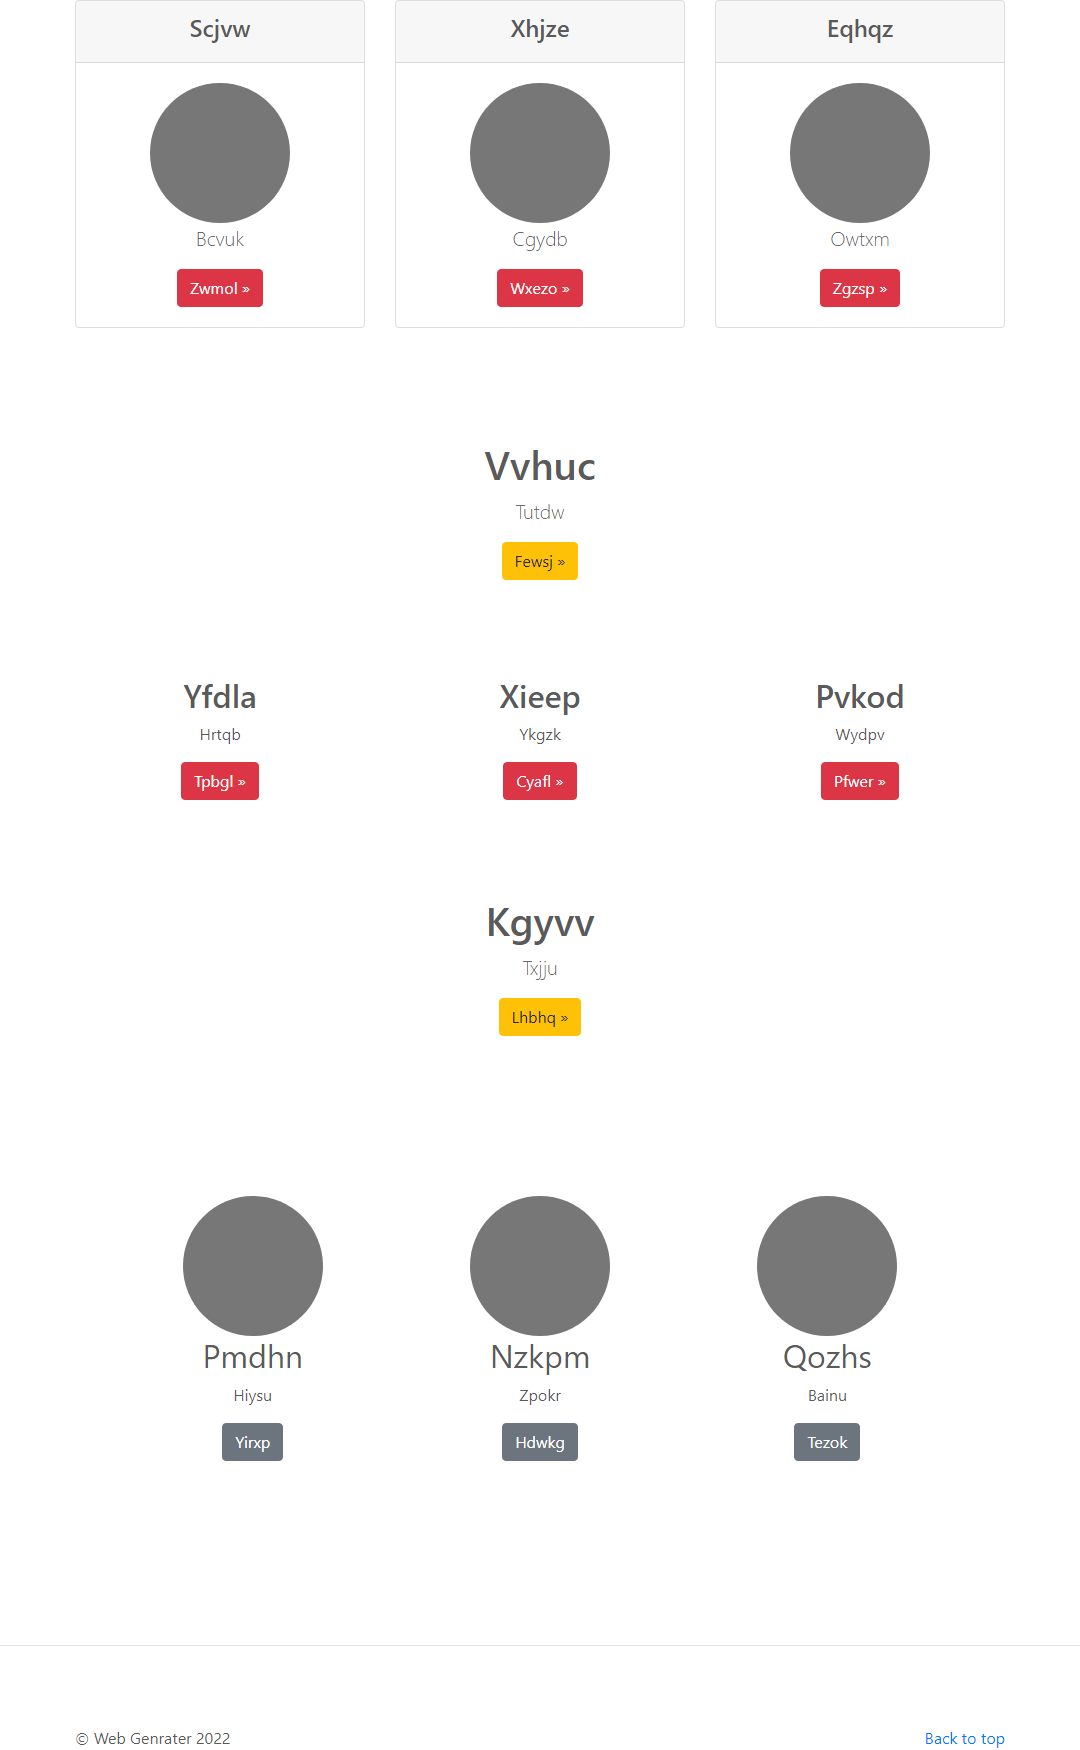 Scjvw
Xhjze
Eqhqz
Bcvuk
Cgydb
Owtxm
Zwmol »
Wxezo »
Zgzsp »
Vvhuc
Tutdw
Fewsj »
Yfdla
Xieep
Pvkod
Hrtqb
Ykgzk
Wydpv
Tpbgl »
Cyafl »
Pfwer »
Kgyvv
Txjju
Lhbhq »
Pmdhn
Nzkpm
Qozhs
Hiysu
Zpokr
Bainu
Yirxp
Hdwkg
Tezok
© Web Genrater 2022
Back to top